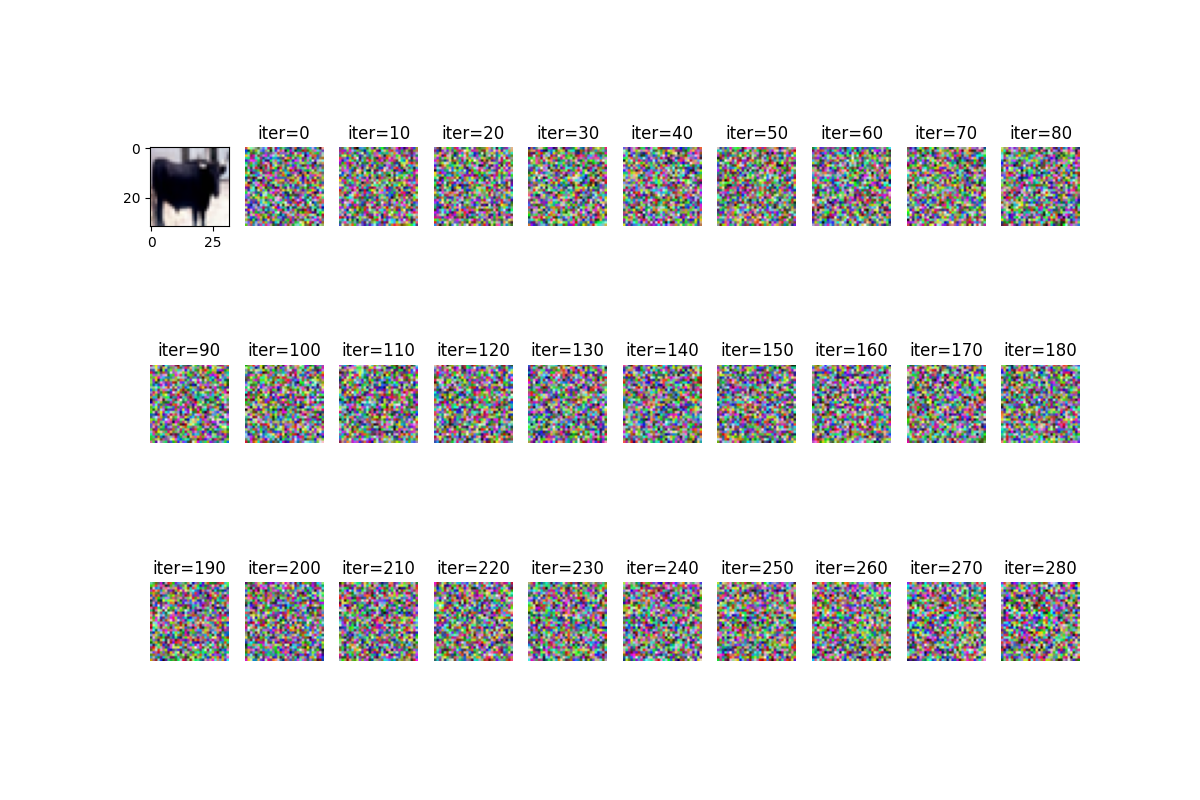 iter=0 iter=10 iter=20 iter=30 iter=40 iter=50 iter=60 iter=70 iter=80
0
20
0 25
iter=90 iter=100 iter=110 iter=120 iter=130 iter=140 iter=150 iter=160 iter=170 iter=180
iter=190 iter=200 iter=210 iter=220 iter=230 iter=240 iter=250 iter=260 iter=270 iter=280